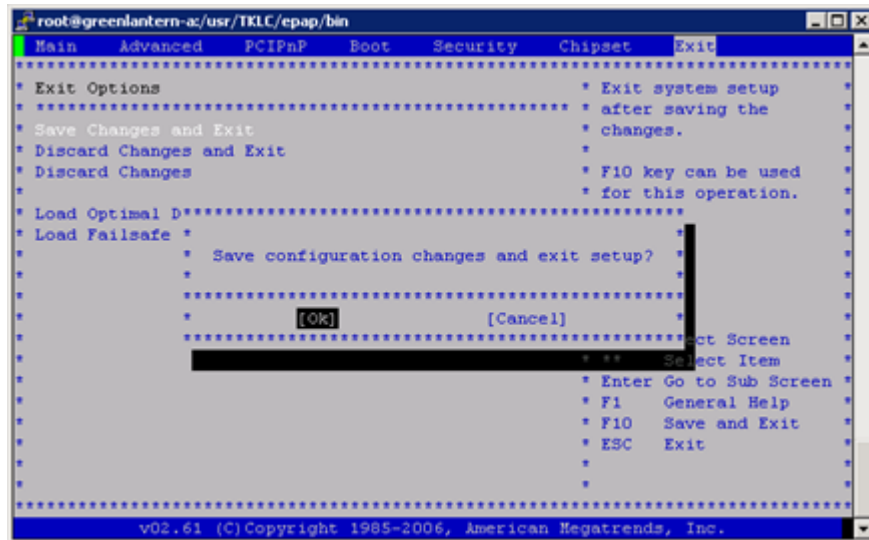 root@greenlantern-a:/usr/TKLC/epap/bin
Main Advanced PCIPnP Boot Security Chipset Exit
Exit Options
Save Changes and Exit
Discard Changes and Exit
Discard Changes
Load Optimal D
Load Failsafe
Exit system setup
after saving the
changes.
F10 key can be used
for this operation.
Save configuration changes and exit setup?
[Ok] [Cancel]
ect Screen
** Select Item
Enter Go to Sub Screen
F1 General Help
F10 Save and Exit
ESC Exit
v02.61 (C)Copyright 1985-2006, American Megatrends, Inc.